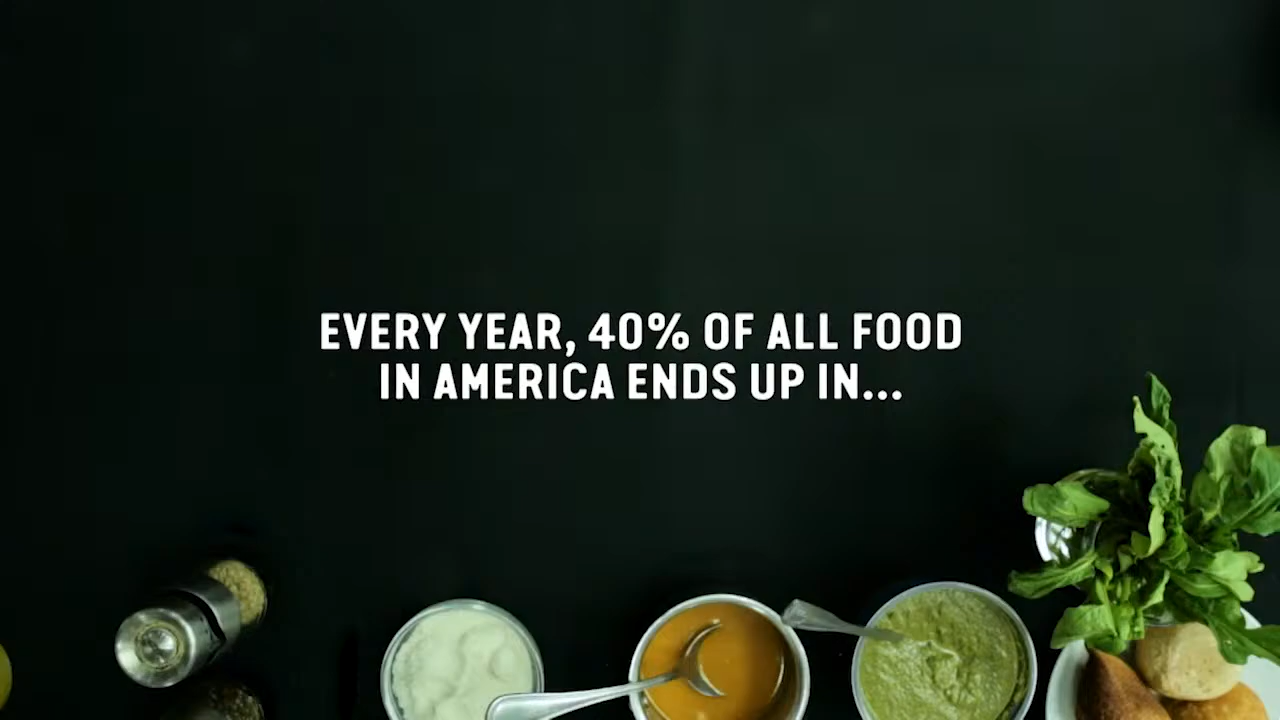 EVERY YEAR, 40% OF ALL FOOD
IN AMERICA ENDS UP IN...